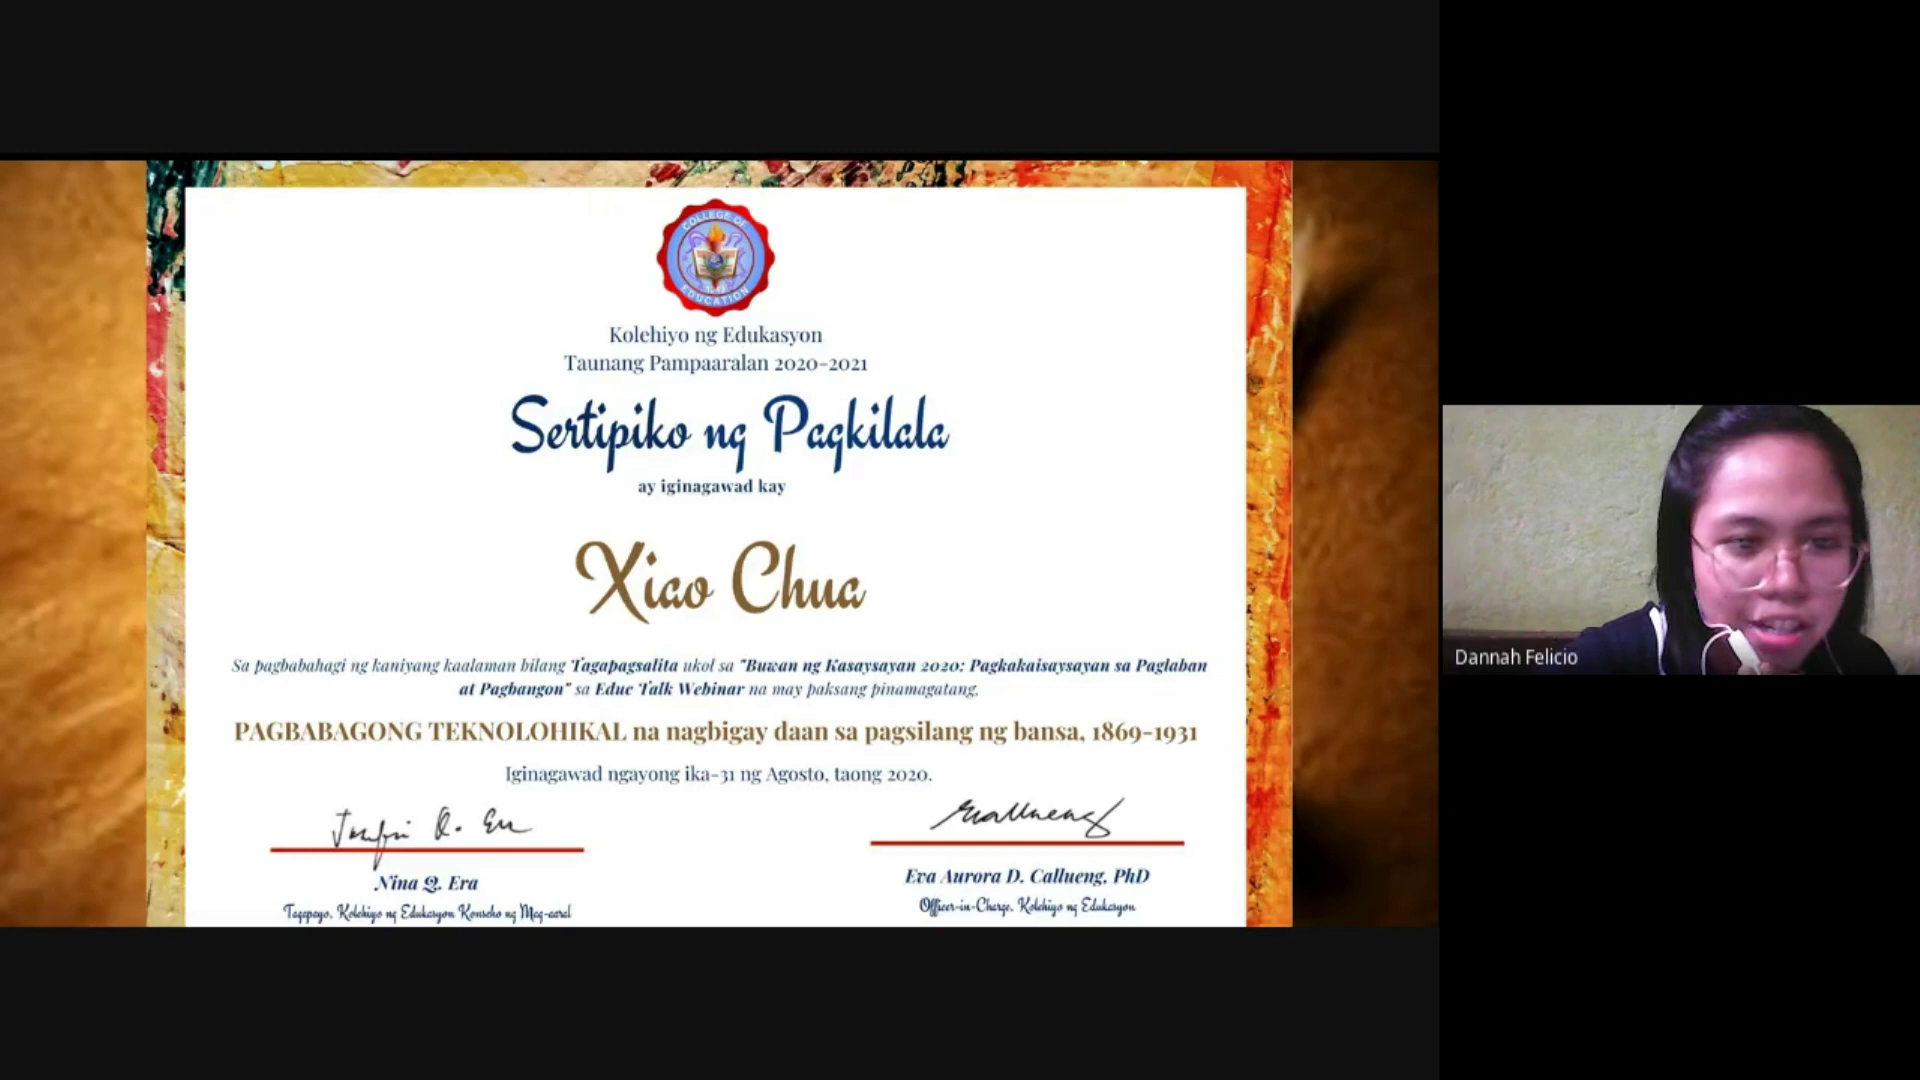 COLLEGE OF
EDUCATION
Kolehiyo ng Edukasyon
Taunang Pampaaralan 2020-2021
Sertipiko ng Pagkilala
ay iginagawad kay
Xiao Chua
Sa pagbabahagi ng kaniyang kaalaman bilang Tagapagsalita ukol sa "Buwan ng Kasaysayan 2020: Pagkakaisaysayan sa Paglaban
at Pagbangon" sa Educ Talk Webinar na may paksang pinamagatang,
PAGBABAGONG TEKNOLOHIKAL na nagbigay daan sa pagsilang ng bansa, 1869-1931
Iginagawad ngayong ika-31 ng Agosto, taong 2020.
Nina Q. Era
Tagapayo, Kolehiyo ng Edukasyon Konseho ng Mag-aaral
Eva Aurora D. Callueng, PhD
Officer-in-Charge, Kolehiyo ng Edukasyon
Dannah Felicio